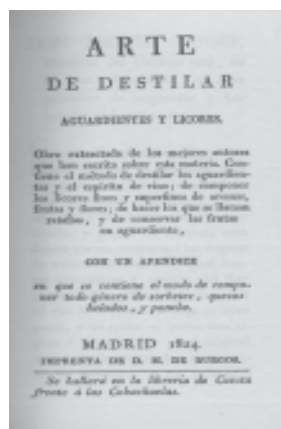 ARTE
DE DESTILAR
AGUARDIENTES Y LICORES.
Obra extractada de los mejores autores
que han escrito sobre esta materia. Con-
tiene el método de destilar los aguardien-
tes y el espíritu de vino; de componer
los licores finos y superfinos de aromas,
frutas y flores; de hacer los que se llaman
ratafias, y de conservar las frutas
en aguardiente,
CON UN APENDICE
en que se contiene el modo de compo-
ner todo género de sorbetes, quesos
helados, y ponche.
MADRID 1824.
IMPRENTA DE D. M. DE BURGOS.
Se hallará en la librería de Cuesta
frente á las Covachuelas.